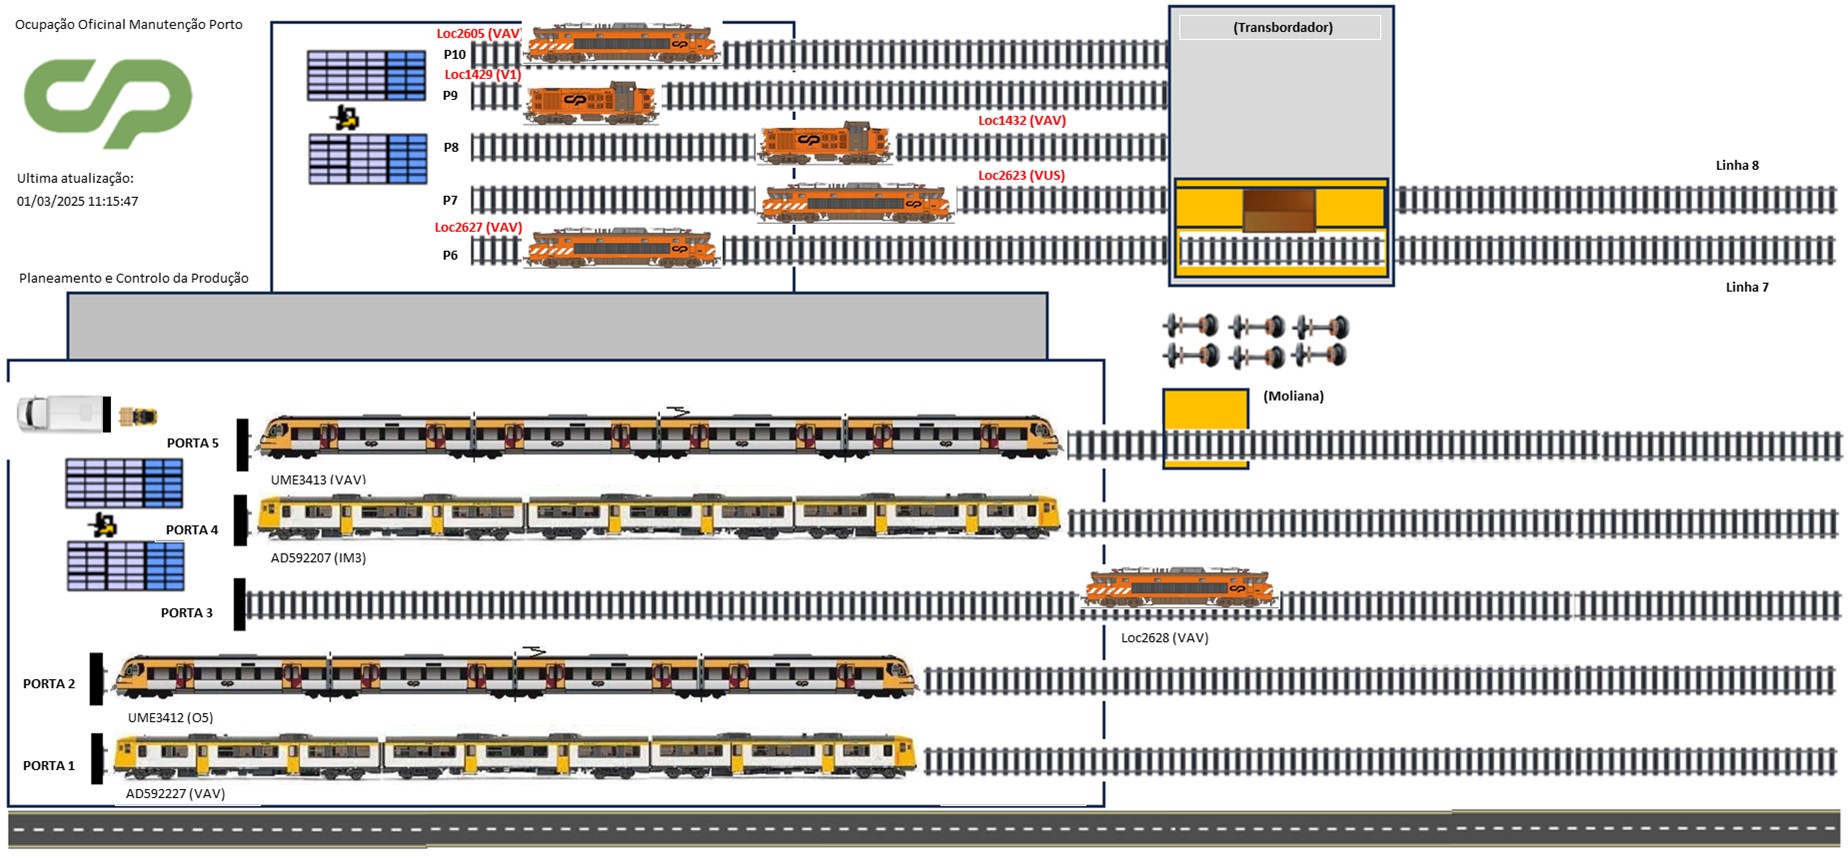 Ocupação Oficinal Manutenção Porto
CP
Ultima atualização:
01/03/2025 11:15:47
Planeamento e Controlo da Produção
Loc2605 (VAV)
P10
Loc1429 (V1)
P9
Loc1432 (VAV)
P8
Loc2623 (VUS)
P7
Loc2627 (VAV)
P6
(Transbordador)
Linha 8
Linha 7
(Moliana)
PORTA 5
UME3413 (VAV)
PORTA 4
AD592207 (IM3)
PORTA 3
Loc2628 (VAV)
PORTA 2
UME3412 (O5)
PORTA 1
AD592227 (VAV)